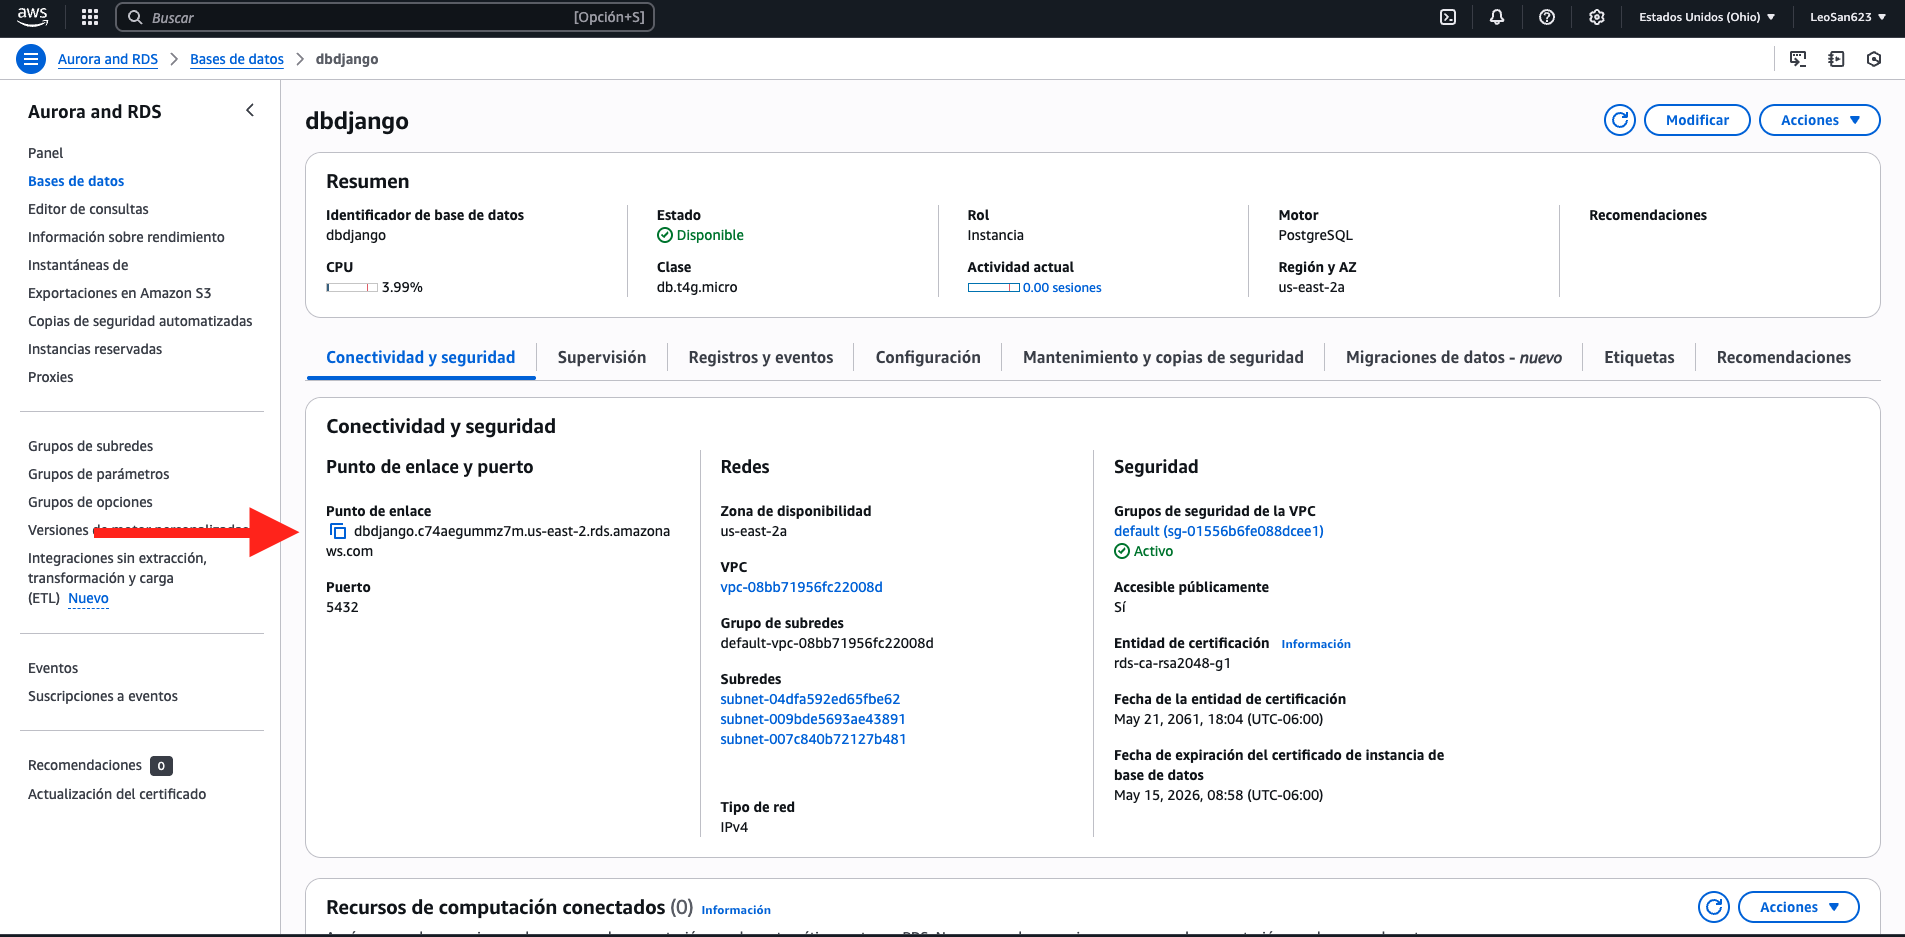 aws
Buscar
[Opción+S]
Estados Unidos (Ohio)
LeoSan623
Aurora and RDS
Bases de datos
dbdjango
Aurora and RDS
Panel
Bases de datos
Editor de consultas
Información sobre rendimiento
Instantáneas de
Exportaciones en Amazon S3
Copias de seguridad automatizadas
Instancias reservadas
Proxies
Grupos de subredes
Grupos de parámetros
Grupos de opciones
Versiones
Integraciones sin extracción,
transformación y carga
(ETL) Nuevo
Eventos
Suscripciones a eventos
Recomendaciones 0
Actualización del certificado
dbdjango
Modificar
Acciones
Resumen
Identificador de base de datos
dbdjango
CPU
3.99%
Estado
Disponible
Clase
db.t4g.micro
Rol
Instancia
Actividad actual
0.00 sesiones
Motor
PostgreSQL
Región y AZ
us-east-2a
Recomendaciones
Conectividad y seguridad
Supervisión
Registros y eventos
Configuración
Mantenimiento y copias de seguridad
Migraciones de datos - nuevo
Etiquetas
Recomendaciones
Conectividad y seguridad
Punto de enlace y puerto
Punto de enlace
dbdjango.c74aegummz7m.us-east-2.rds.amazona
ws.com
Puerto
5432
Redes
Zona de disponibilidad
us-east-2a
VPC
vpc-08bb71956fc22008d
Grupo de subredes
default-vpc-08bb71956fc22008d
Subredes
subnet-04dfa592ed65fbe62
subnet-009bde5693ae43891
subnet-007c840b72127b481
Tipo de red
IPv4
Seguridad
Grupos de seguridad de la VPC
default (sg-01556b6fe088dcee1)
Activo
Accesible públicamente
Sí
Entidad de certificación Información
rds-ca-rsa2048-g1
Fecha de la entidad de certificación
May 21, 2061, 18:04 (UTC-06:00)
Fecha de expiración del certificado de instancia de
base de datos
May 15, 2026, 08:58 (UTC-06:00)
Recursos de computación conectados (0) Información
Acciones